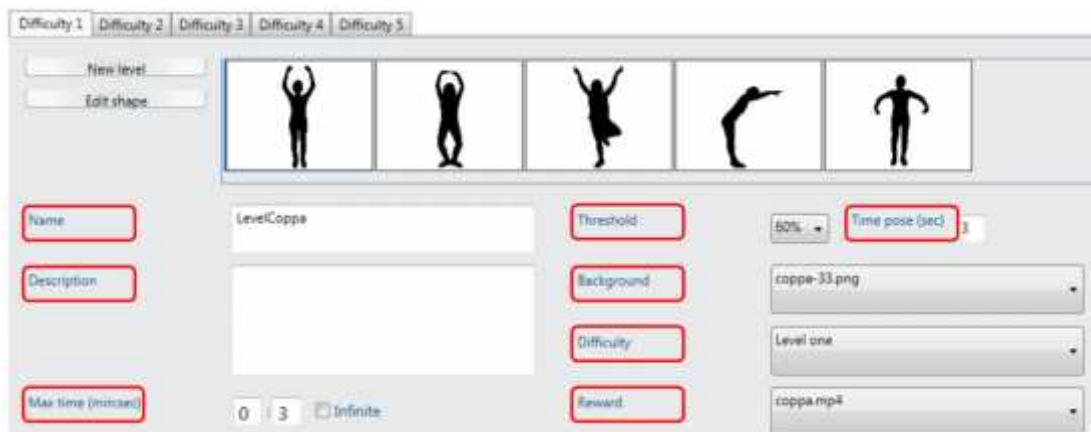 Difficulty 1 Difficulty 2 Difficulty 3 Difficulty 4 Difficulty 5
New level
Edit shape
Name LevelCoppa Threshold 60% Time pose (sec) 3
Description Background coppa-33.png
Difficulty Level one
Max time (min:sec) 0 : 3 Infinite Reward coppa.mp4